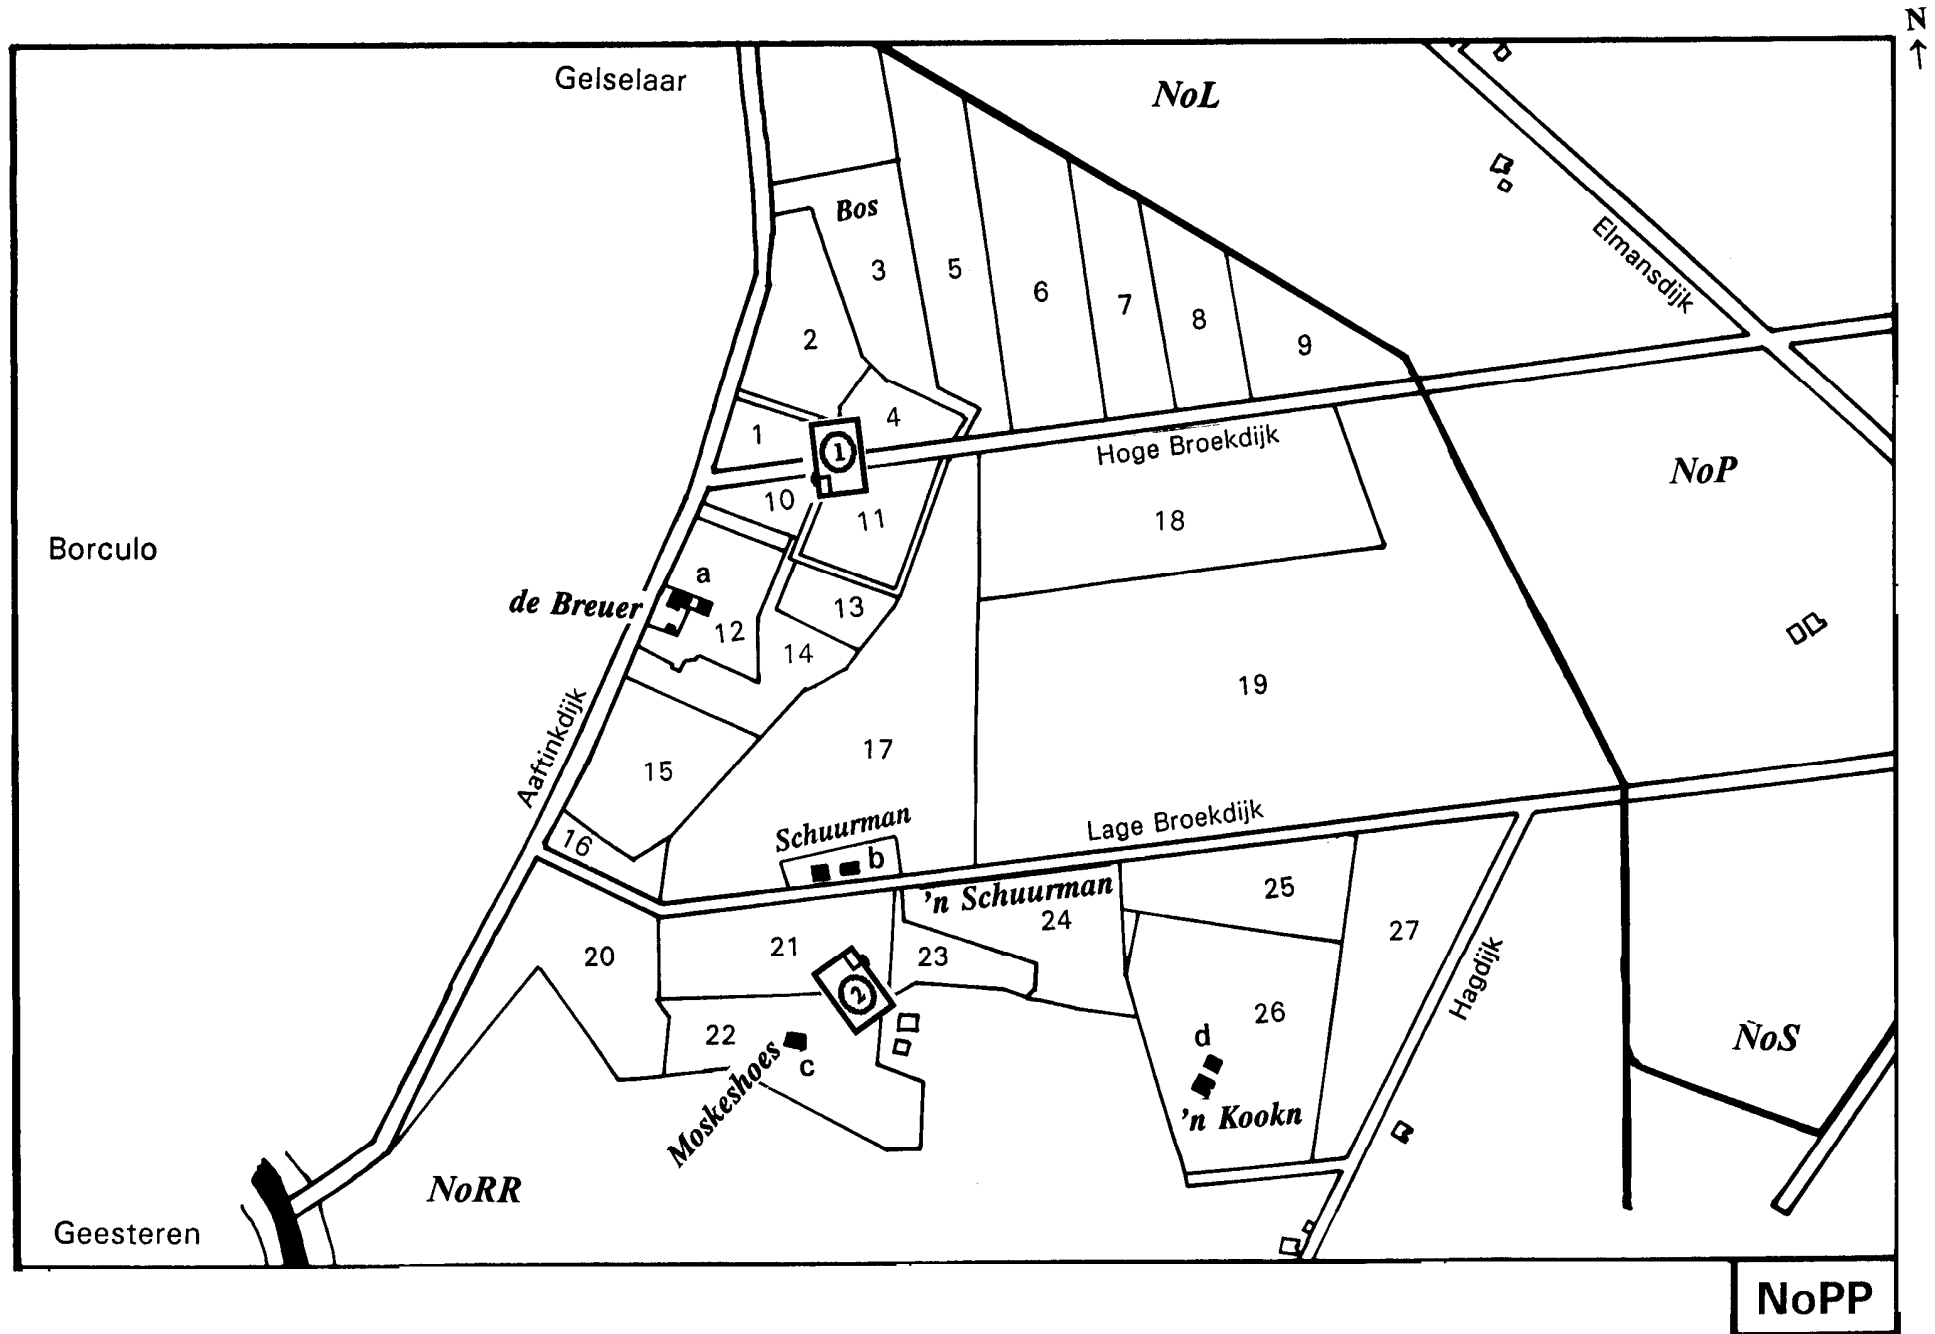 N
Gelselaar
NoL
Bos
3
5
6
7
8
9
2
Elmansdijk
1
4
1
Hoge Broekdijk
NoP
10
11
18
Borculo
a
de Breuer
12
13
14
19
Aaftinkdijk
15
17
16
Schuurman
b
Lage Broekdijk
'n Schuurman
20
21
23
24
25
27
2
Hagdijk
22
c
Moskeshoes
26
d
'n Kookn
NoS
NoRR
Geesteren
NoPP